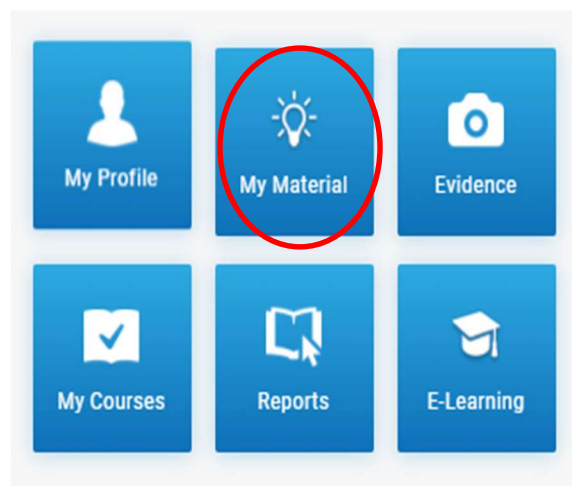 My Profile
My Material
Evidence
My Courses
Reports
E-Learning